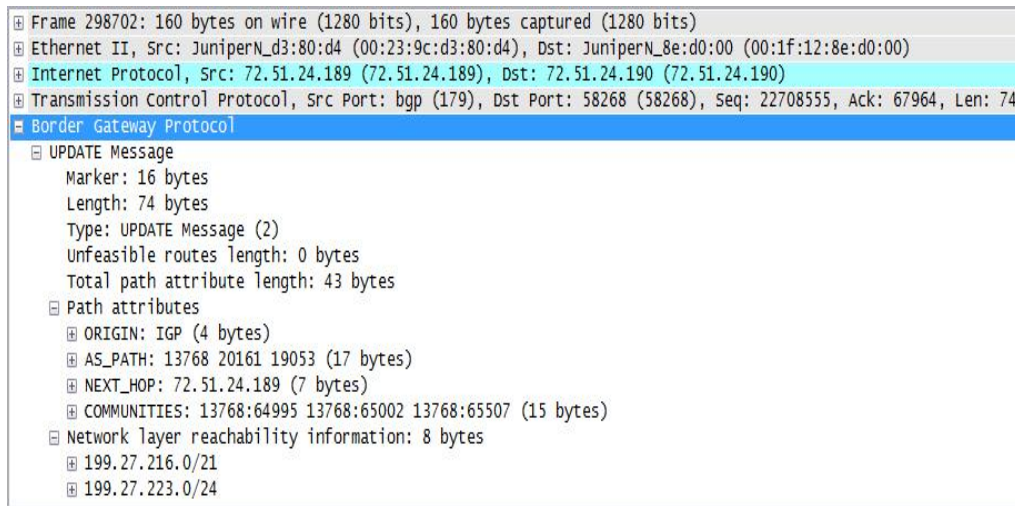 Frame 298702: 160 bytes on wire (1280 bits), 160 bytes captured (1280 bits)
Ethernet II, Src: JuniperN_d3:80:d4 (00:23:9c:d3:80:d4), Dst: JuniperN_8e:d0:00 (00:1f:12:8e:d0:00)
Internet Protocol, Src: 72.51.24.189 (72.51.24.189), Dst: 72.51.24.190 (72.51.24.190)
Transmission Control Protocol, Src Port: bgp (179), Dst Port: 58268 (58268), Seq: 22708555, Ack: 67964, Len: 74
Border Gateway Protocol
UPDATE Message
Marker: 16 bytes
Length: 74 bytes
Type: UPDATE Message (2)
Unfeasible routes length: 0 bytes
Total path attribute length: 43 bytes
Path attributes
ORIGIN: IGP (4 bytes)
AS_PATH: 13768 20161 19053 (17 bytes)
NEXT_HOP: 72.51.24.189 (7 bytes)
COMMUNITIES: 13768:64995 13768:65002 13768:65507 (15 bytes)
Network layer reachability information: 8 bytes
199.27.216.0/21
199.27.223.0/24